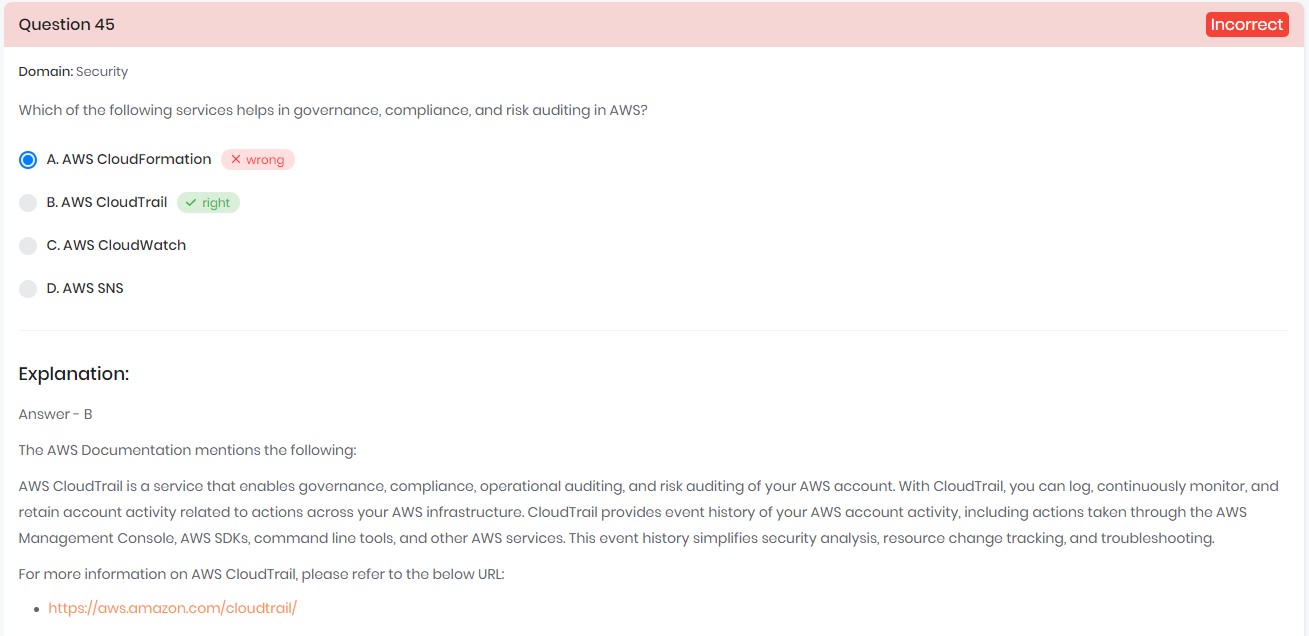 Question 45
Incorrect
Domain: Security
Which of the following services helps in governance, compliance, and risk auditing in AWS?
A. AWS CloudFormation ✕ wrong
B. AWS CloudTrail ✓ right
C. AWS CloudWatch
D. AWS SNS
Explanation:
Answer - B
The AWS Documentation mentions the following:
AWS CloudTrail is a service that enables governance, compliance, operational auditing, and risk auditing of your AWS account. With CloudTrail, you can log, continuously monitor, and
retain account activity related to actions across your AWS infrastructure. CloudTrail provides event history of your AWS account activity, including actions taken through the AWS
Management Console, AWS SDKs, command line tools, and other AWS services. This event history simplifies security analysis, resource change tracking, and troubleshooting.
For more information on AWS CloudTrail, please refer to the below URL:
• https://aws.amazon.com/cloudtrail/